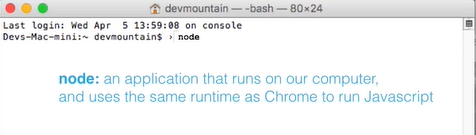 devmountain — -bash — 80×24
Last login: Wed Apr  5 13:59:08 on console
Devs-Mac-mini:~ devmountain$ › node
node: an application that runs on our computer,
and uses the same runtime as Chrome to run Javascript